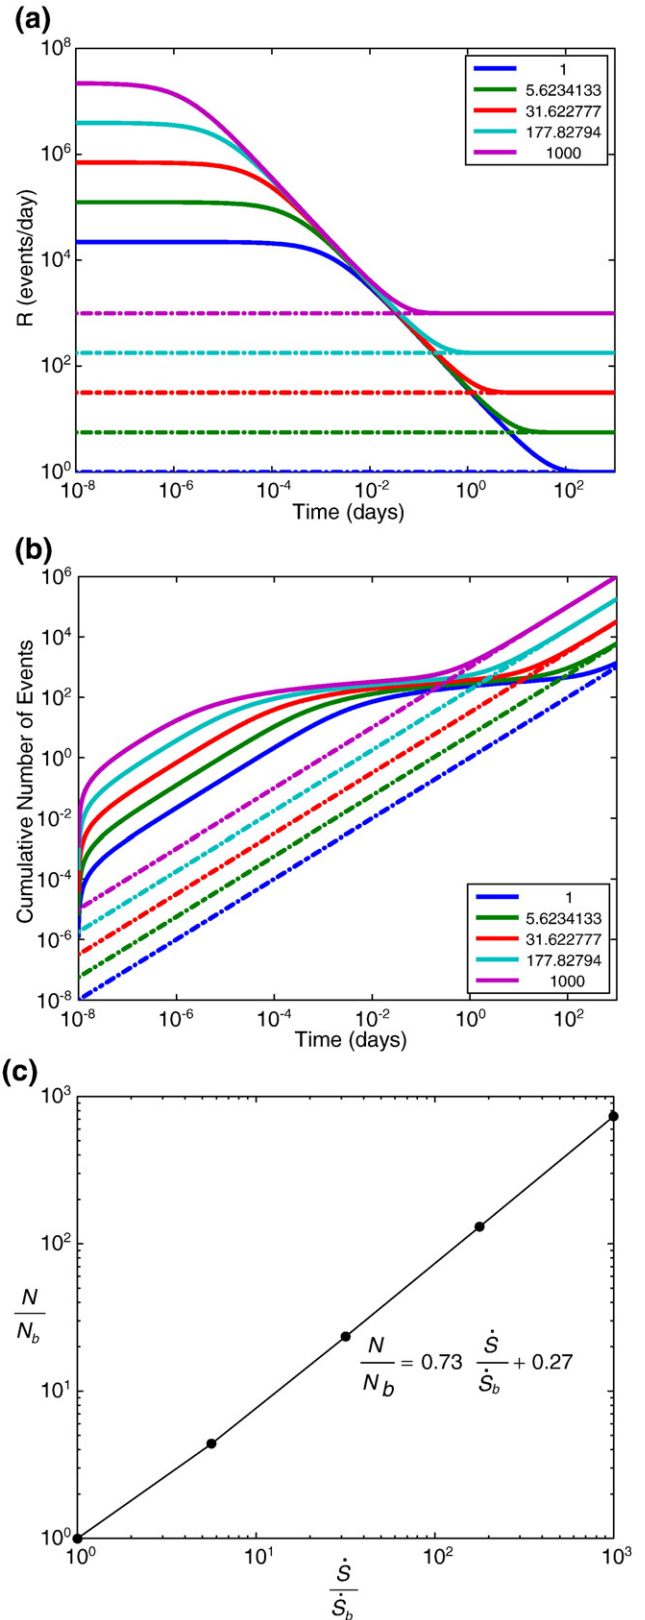 (a)
10^8
10^6
10^4
10^2
10^0
R (events/day)
1
5.6234133
31.622777
177.82794
1000
10^-8 10^-6 10^-4 10^-2 10^0 10^2
Time (days)
(b)
10^6
10^4
10^2
10^0
10^-2
10^-4
10^-6
10^-8
Cumulative Number of Events
1
5.6234133
31.622777
177.82794
1000
10^-8 10^-6 10^-4 10^-2 10^0 10^2
Time (days)
(c)
10^3
10^2
10^1
10^0
N/N_b
N/N_b = 0.73 Ṡ/Ṡ_b + 0.27
10^0 10^1 10^2 10^3
Ṡ/Ṡ_b